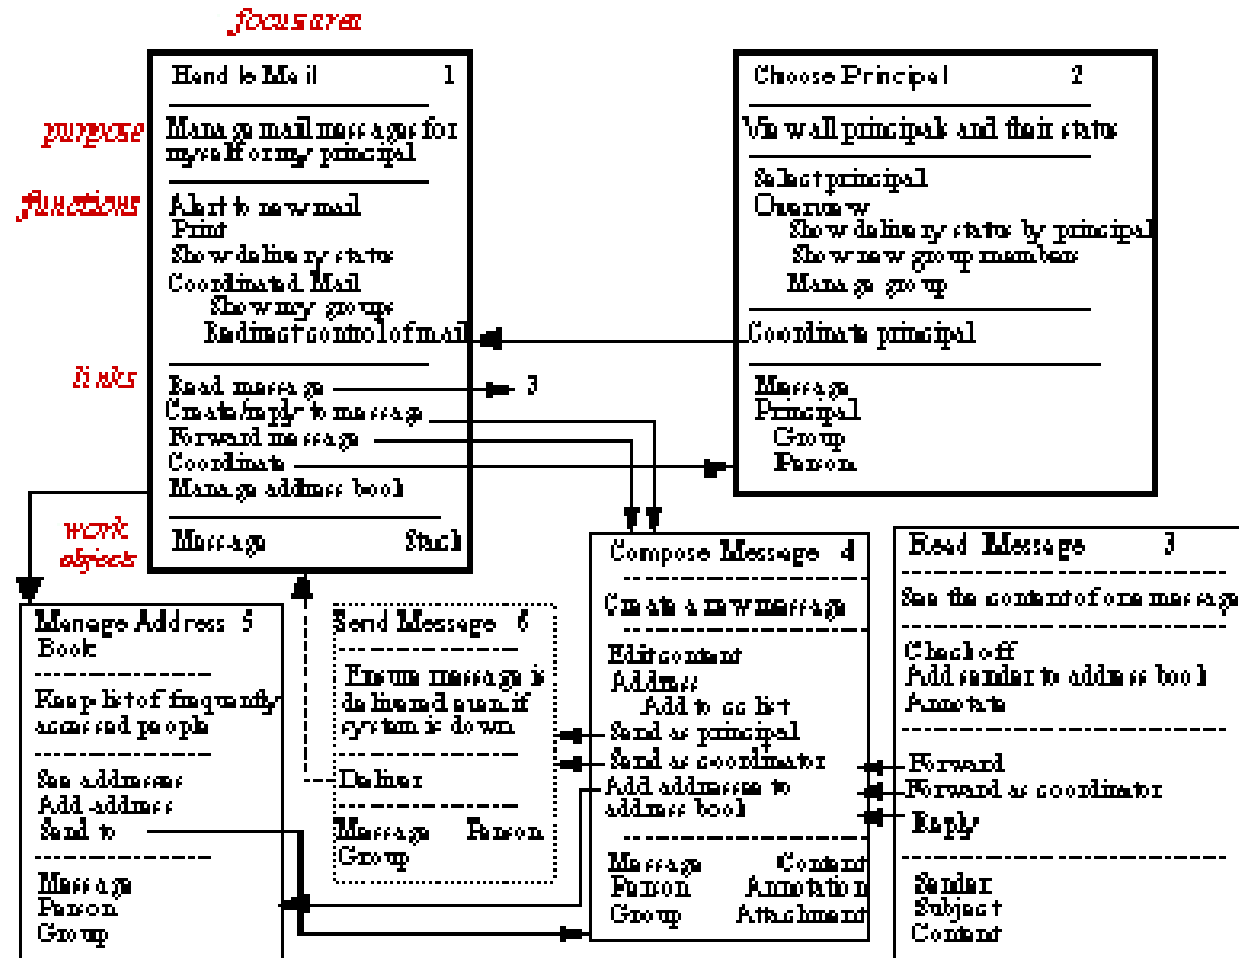 focus area
Handle Mail 1
purpose
Manage mail messages for
myself or my principal
functions
Alert to new mail
Print
Show delivery status
Coordinated Mail
Show my groups
Redirect control of mail
links
Read message 3
Create/reply to message
Forward message
Coordinate
Manage address book
work
objects
Message Stack
Choose Principal 2
View all principals and their status
Select principal
Overview
Show delivery status by principal
Show new group members
Manage group
Coordinate principal
Message
Principal
Group
Person
Manage Address 5
Book
Keep list of frequently
accessed people
See addresses
Add address
Send to
Message
Person
Group
Send Message 6
Ensure message is
delivered even if
system is down
Deliver
Message Person
Group
Compose Message 4
Create a new message
Edit content
Address
Add to cc list
Send as principal
Send as coordinator
Add addresses to
address book
Message Content
Person Annotation
Group Attachment
Read Message 3
See the content of one message
Check off
Add sender to address book
Annotate
Forward
Forward as coordinator
Reply
Sender
Subject
Content